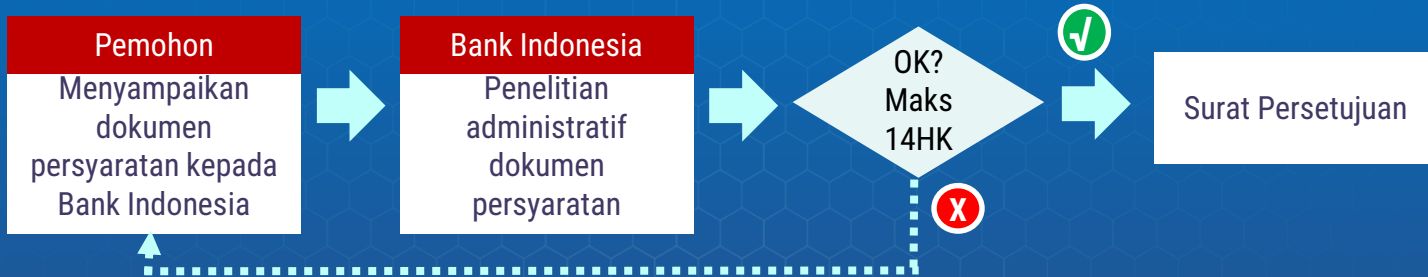 Pemohon
Menyampaikan
dokumen
persyaratan kepada
Bank Indonesia
Bank Indonesia
Penelitian
administratif
dokumen
persyaratan
OK?
Maks
14HK
√
X
Surat Persetujuan